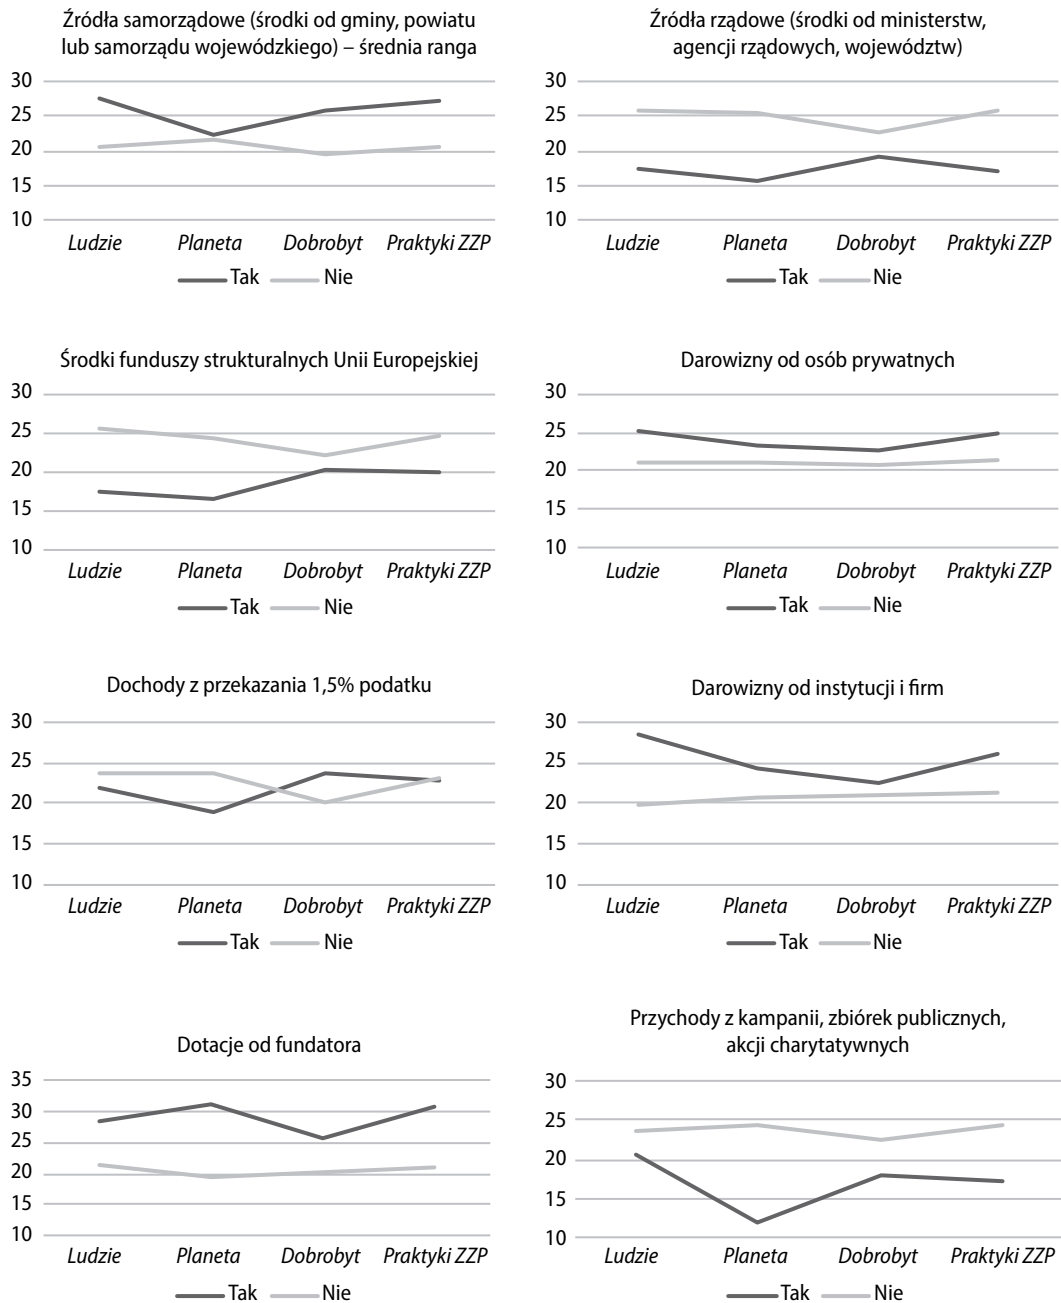 Źródła samorządowe (środki od gminy, powiatu
lub samorządu wojewódzkiego) – średnia ranga
30
25
20
15
10
Ludzie Planeta Dobrobyt Praktyki ZZP
Tak Nie
Źródła rządowe (środki od ministerstw,
agencji rządowych, województw)
30
25
20
15
10
Ludzie Planeta Dobrobyt Praktyki ZZP
Tak Nie
Środki funduszy strukturalnych Unii Europejskiej
30
25
20
15
10
Ludzie Planeta Dobrobyt Praktyki ZZP
Tak Nie
Darowizny od osób prywatnych
30
25
20
15
10
Ludzie Planeta Dobrobyt Praktyki ZZP
Tak Nie
Dochody z przekazania 1,5% podatku
30
25
20
15
10
Ludzie Planeta Dobrobyt Praktyki ZZP
Tak Nie
Darowizny od instytucji i firm
30
25
20
15
10
Ludzie Planeta Dobrobyt Praktyki ZZP
Tak Nie
Dotacje od fundatora
35
30
25
20
15
10
Ludzie Planeta Dobrobyt Praktyki ZZP
Tak Nie
Przychody z kampanii, zbiórek publicznych,
akcji charytatywnych
30
25
20
15
10
Ludzie Planeta Dobrobyt Praktyki ZZP
Tak Nie